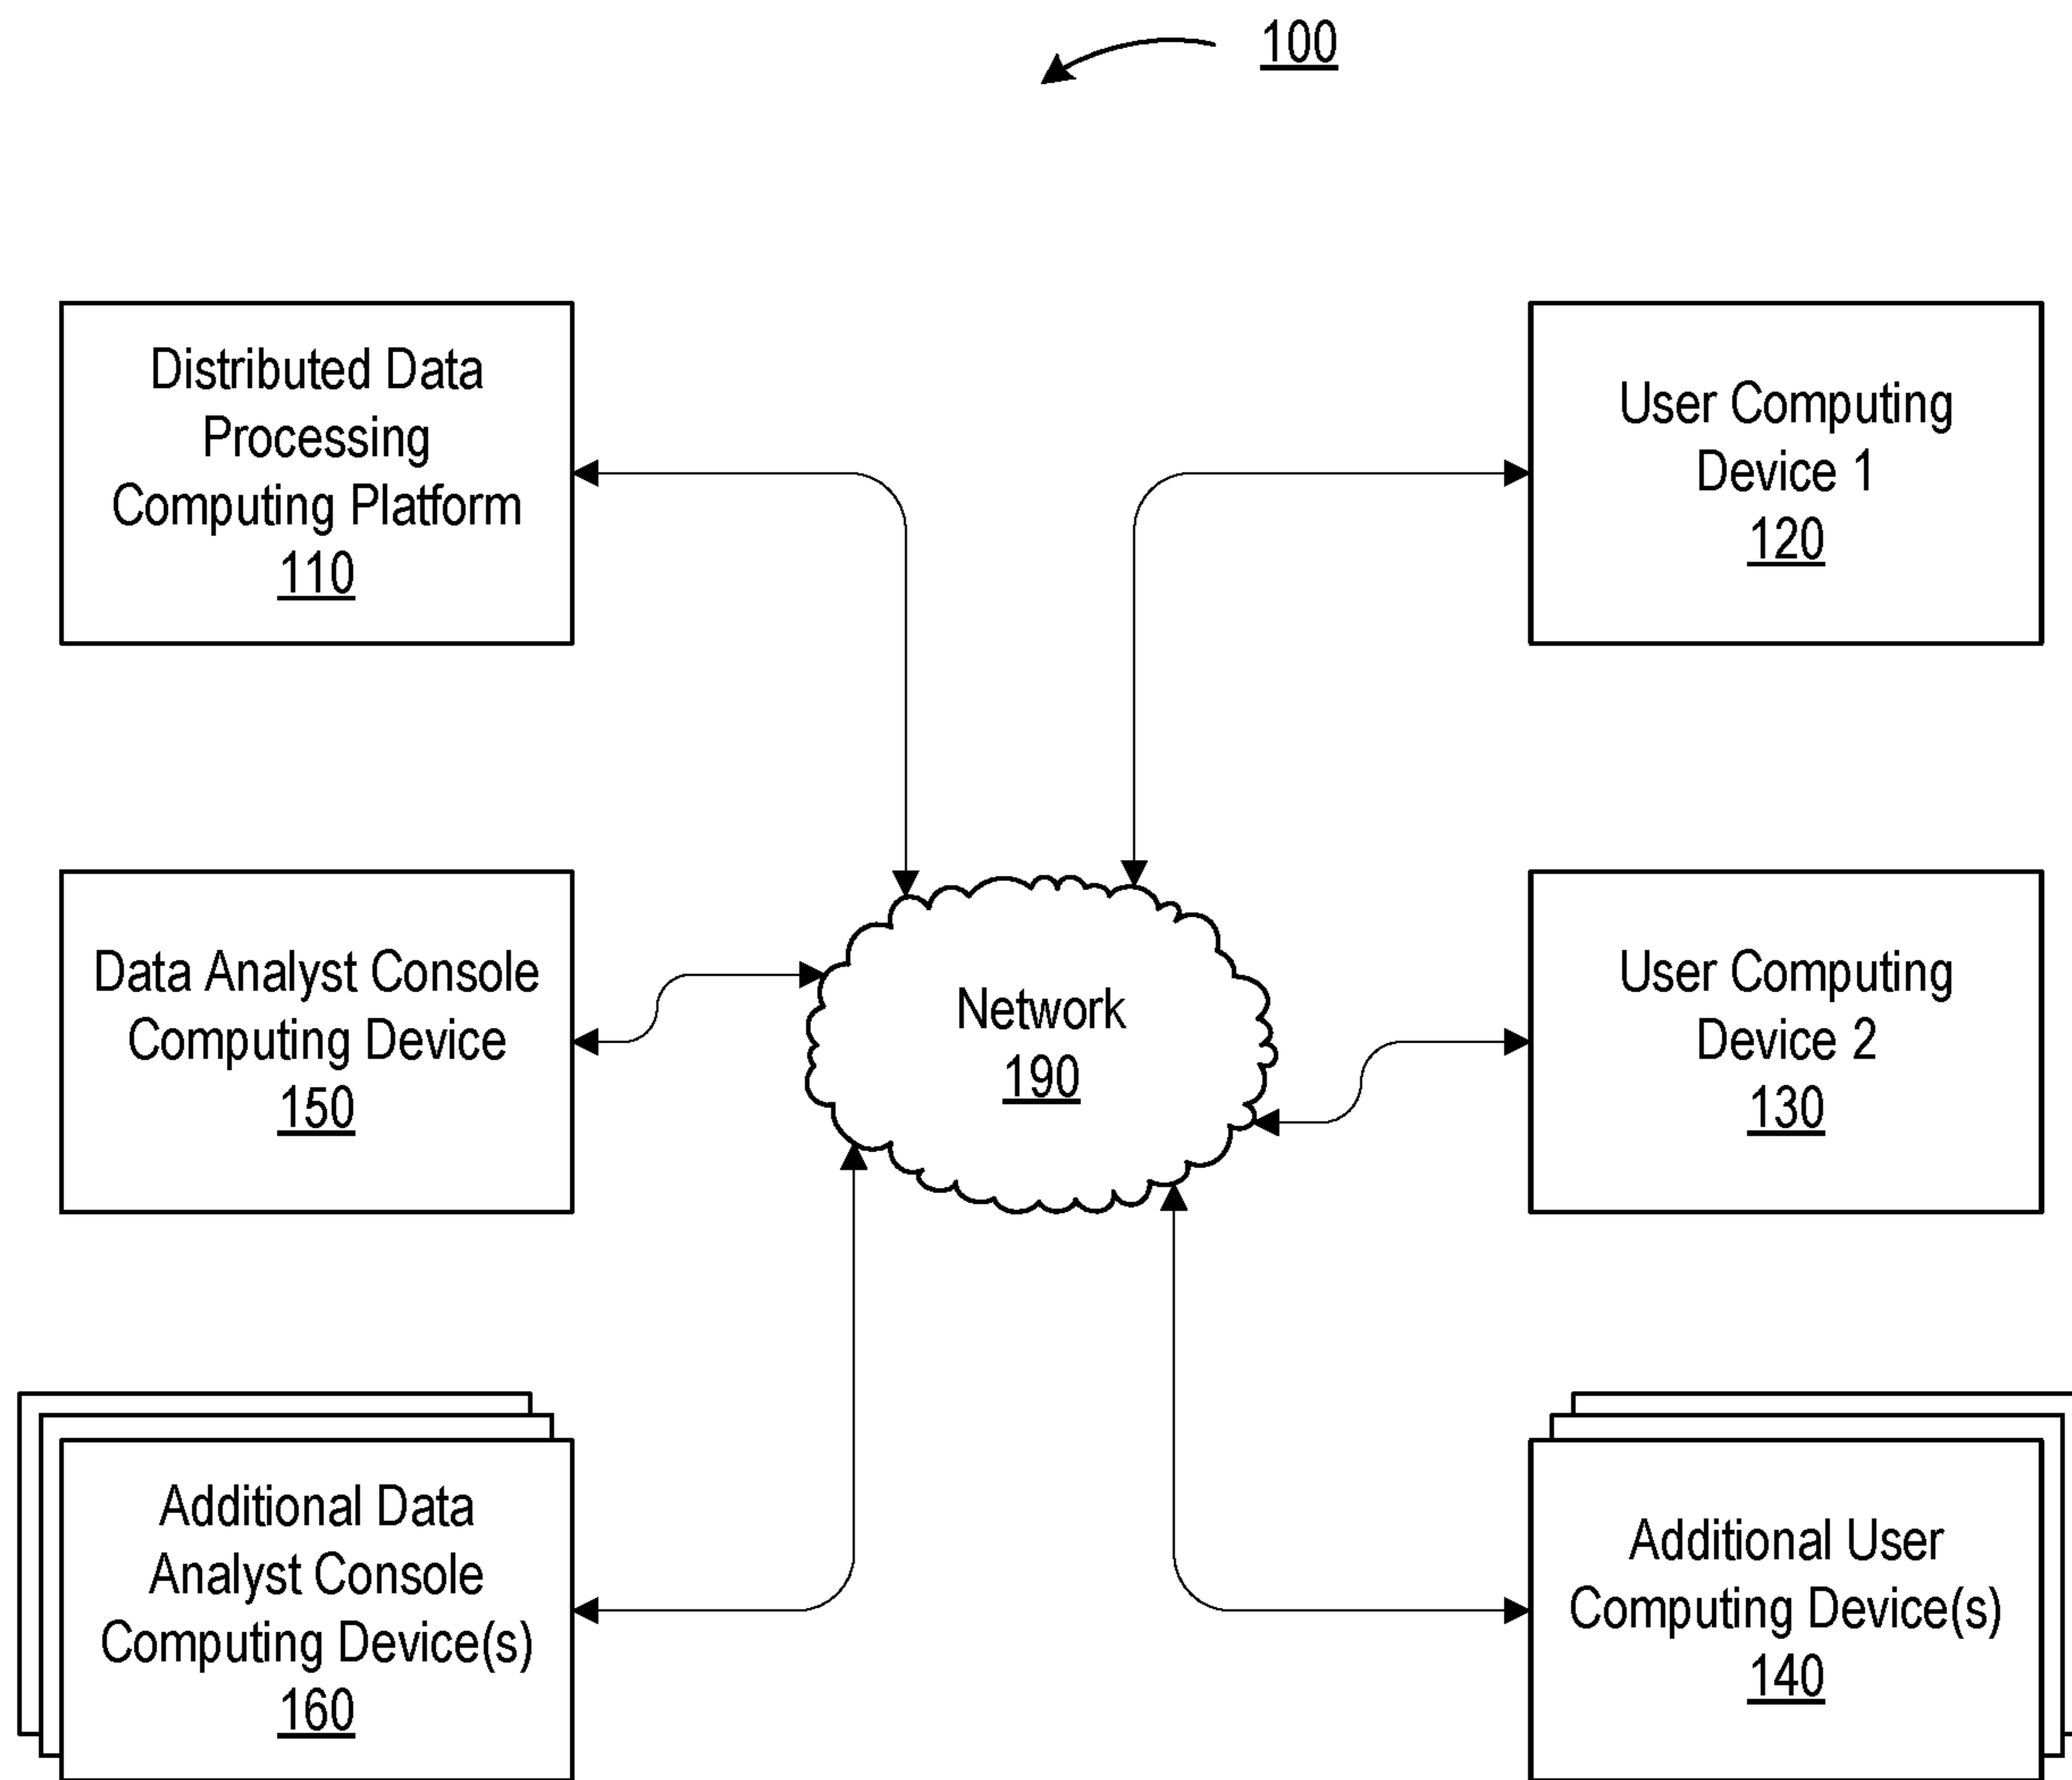 100
Distributed Data
Processing
Computing Platform
110
User Computing
Device 1
120
Data Analyst Console
Computing Device
150
Network
190
User Computing
Device 2
130
Additional Data
Analyst Console
Computing Device(s)
160
Additional User
Computing Device(s)
140